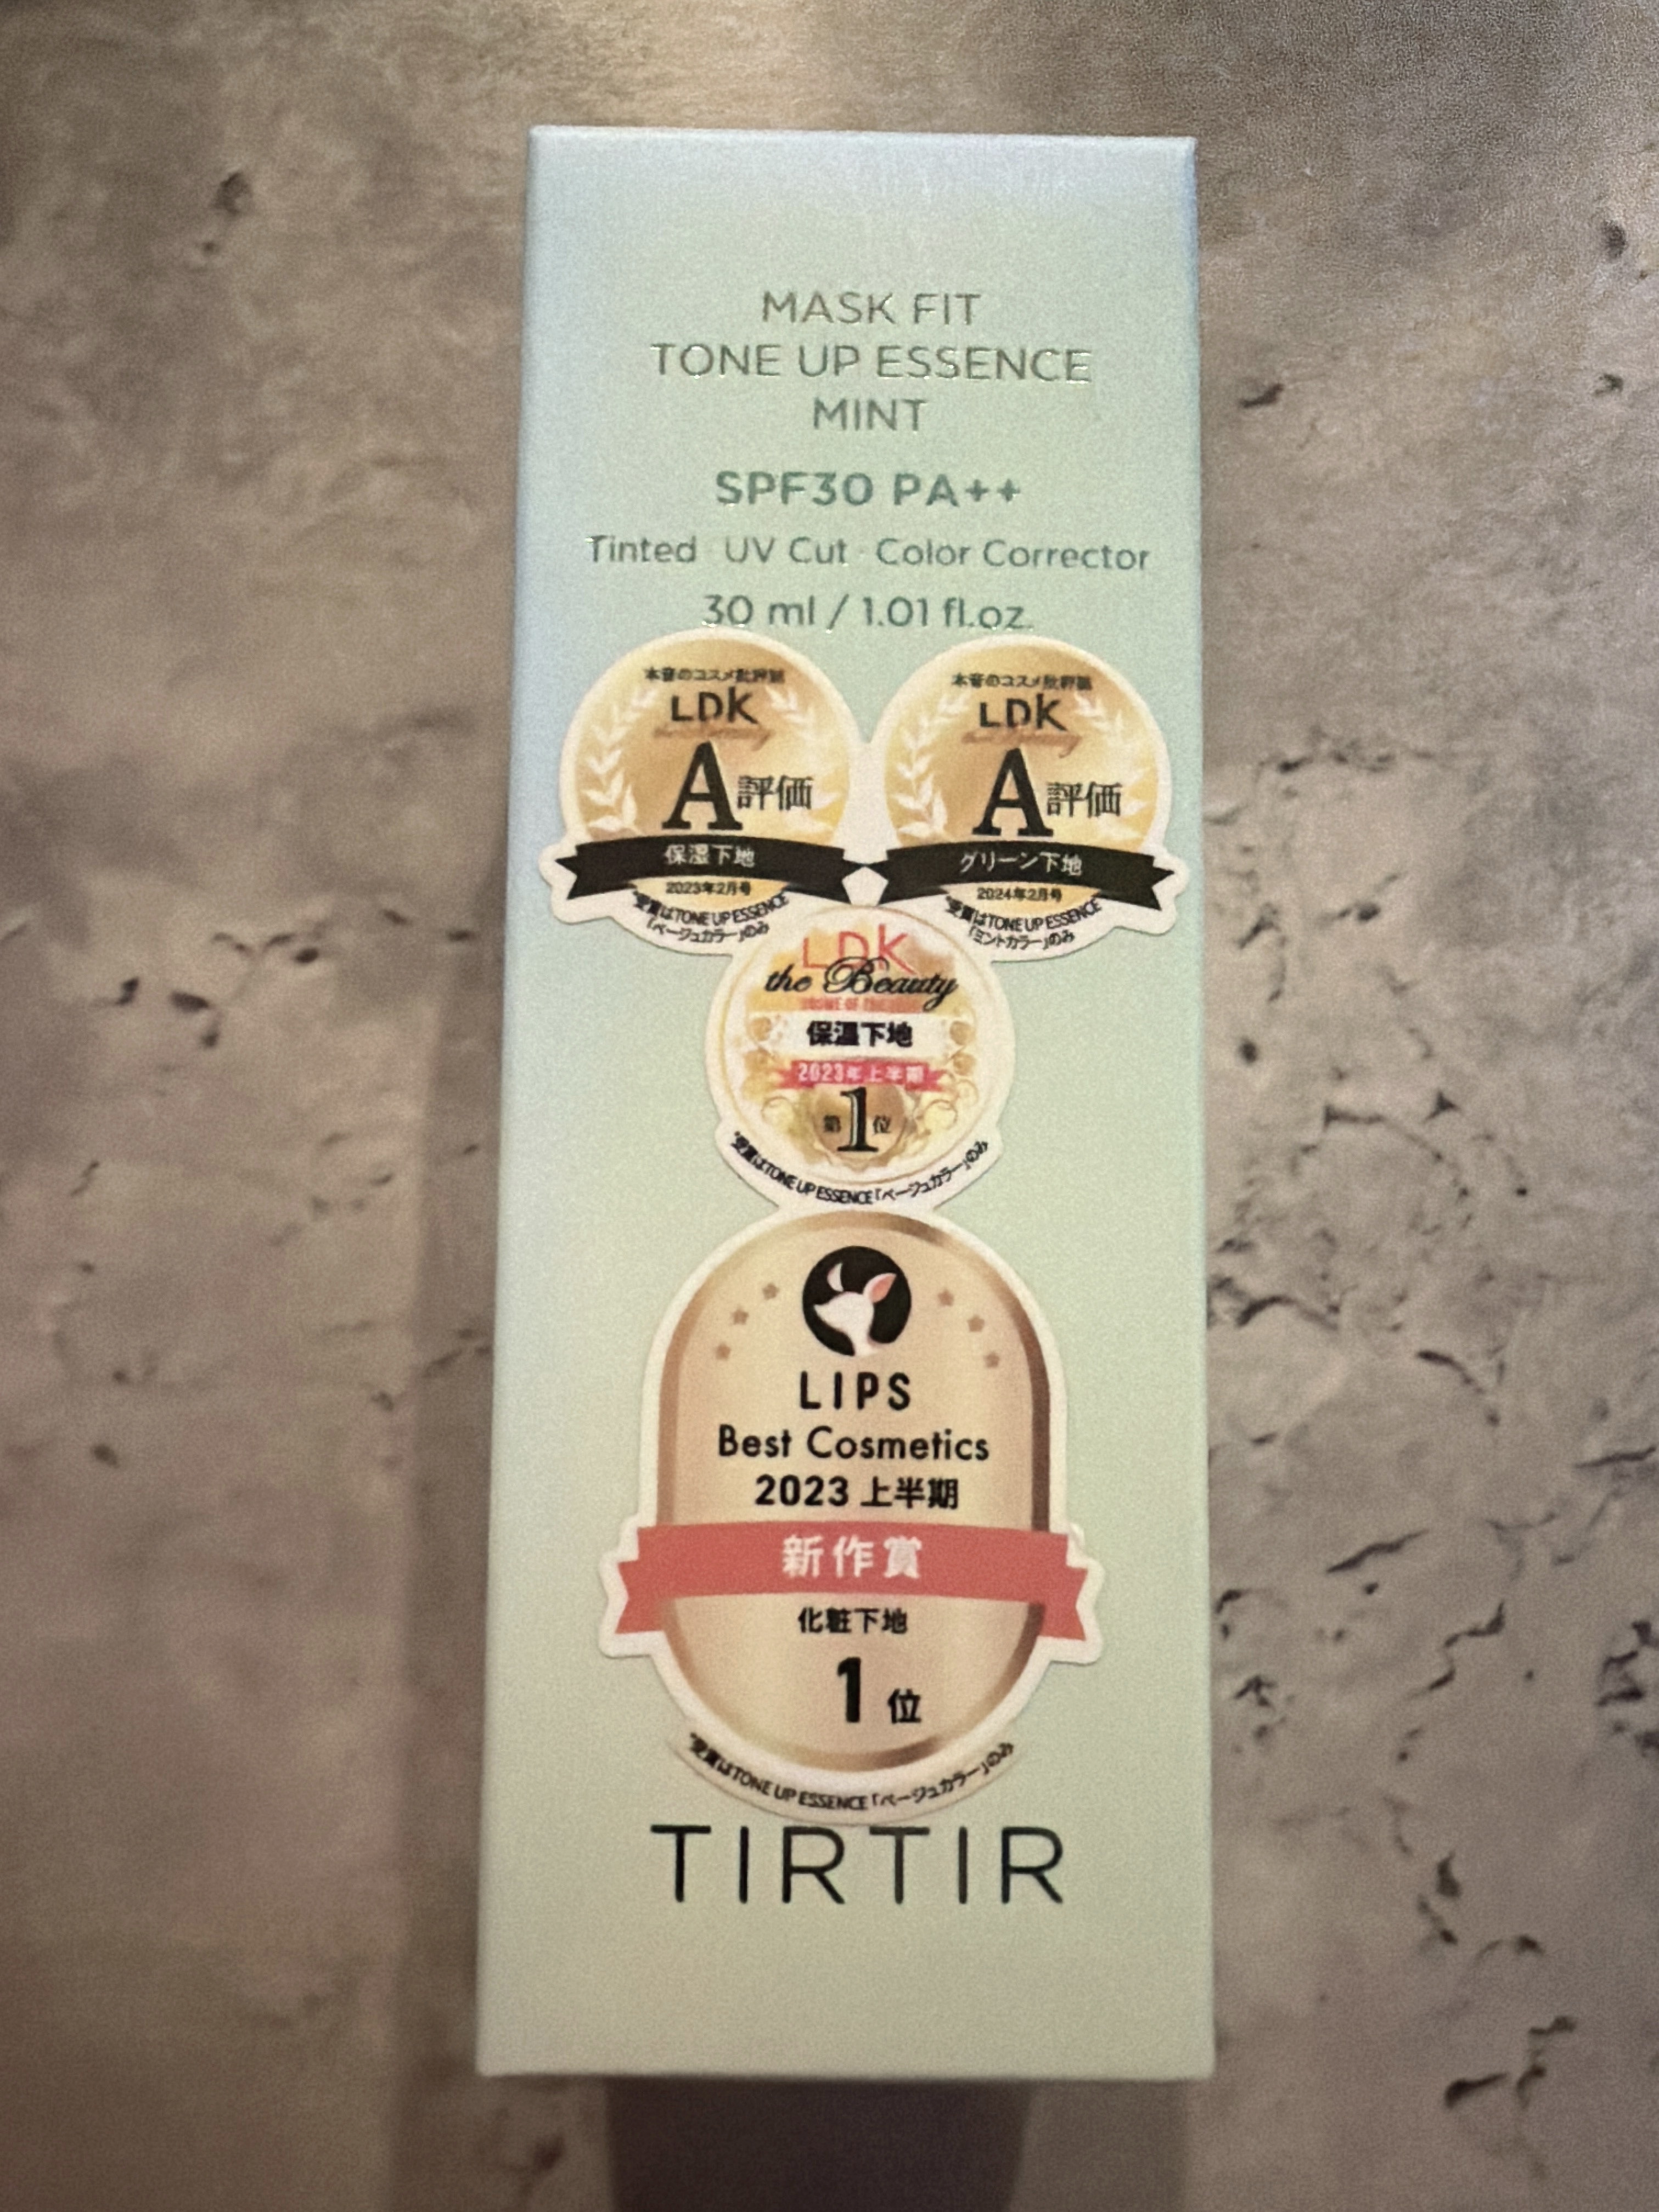 MASK FIT
TONE UP ESSENCE
MINT
SPF30 PA++
Tinted · UV Cut · Color Corrector
30 ml / 1.01 fl.oz.
本音のコスメ批評誌
LDK
the Beauty
A評価
保湿下地
2023年2月号
*受賞はTONE UP ESSENCE
「ベージュカラー」のみ
本音のコスメ批評誌
LDK
the Beauty
A評価
グリーン下地
2024年2月号
*受賞はTONE UP ESSENCE
「ミントカラー」のみ
LDK
the Beauty
保湿下地
2023年上半期
第1位
*受賞はTONE UP ESSENCE「ベージュカラー」のみ
LIPS
Best Cosmetics
2023 上半期
新作賞
化粧下地
1位
*受賞はTONE UP ESSENCE「ベージュカラー」のみ
TIRTIR